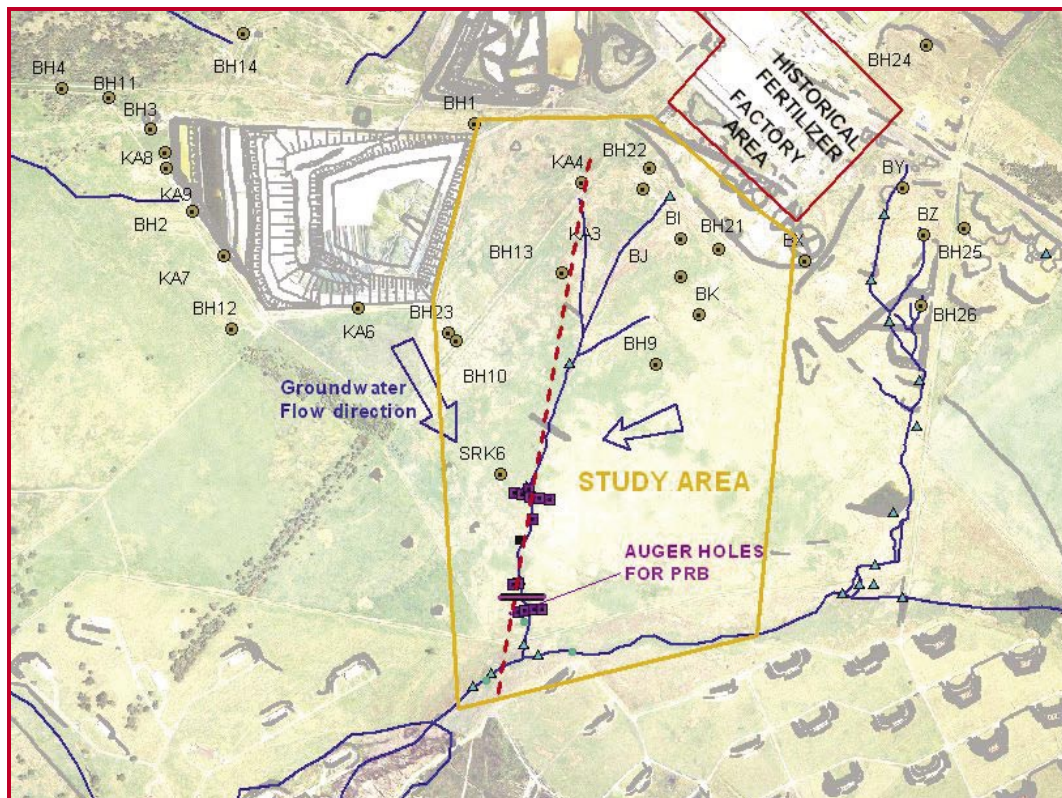 BH14
BH24
BH4
BH11
BH3
BH1
HISTORICAL
FERTILIZER
FACTORY
AREA
KA8
KA4
BH22
KA9
BY
BH2
KA3
BI
BH21
BX
BZ
BH13
BJ
BH25
KA7
BK
BH12
KA6
BH23
BH26
BH10
BH9
Groundwater
Flow direction
SRK6
STUDY AREA
AUGER HOLES
FOR PRB